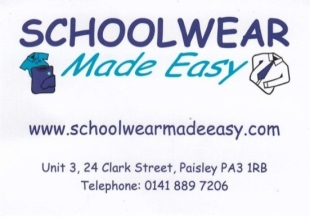 SCHOOLWEAR
Made Easy
www.schoolwearmadeeasy.com
Unit 3, 24 Clark Street, Paisley PA3 1RB
Telephone: 0141 889 7206